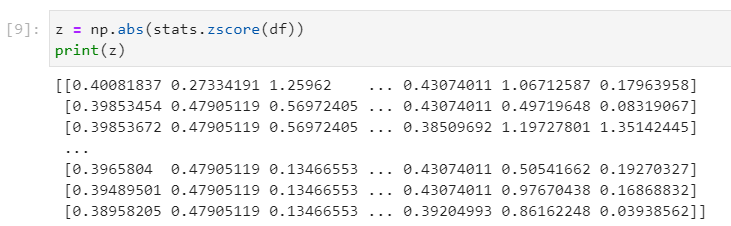 [9]: z = np.abs(stats.zscore(df))
print(z)
[[0.40081837 0.27334191 1.25962    ... 0.43074011 1.06712587 0.17963958]
 [0.39853454 0.47905119 0.56972405 ... 0.43074011 0.49719648 0.08319067]
 [0.39853672 0.47905119 0.56972405 ... 0.38509692 1.19727801 1.35142445]
 ...
 [0.3965804  0.47905119 0.13466553 ... 0.43074011 0.50541662 0.19270327]
 [0.39489501 0.47905119 0.13466553 ... 0.43074011 0.97670438 0.16868832]
 [0.38958205 0.47905119 0.13466553 ... 0.39204993 0.86162248 0.03938562]]